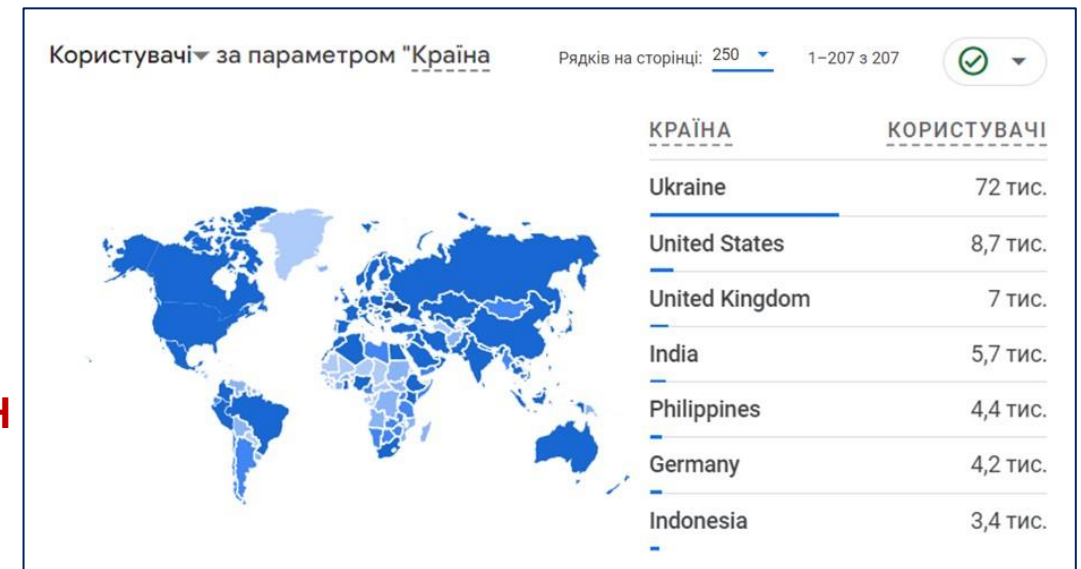 Користувачі за параметром "Країна
Рядків на сторінці: 250 1–207 з 207
КРАЇНА КОРИСТУВАЧІ
Ukraine 72 тис.
United States 8,7 тис.
United Kingdom 7 тис.
India 5,7 тис.
Philippines 4,4 тис.
Germany 4,2 тис.
Indonesia 3,4 тис.